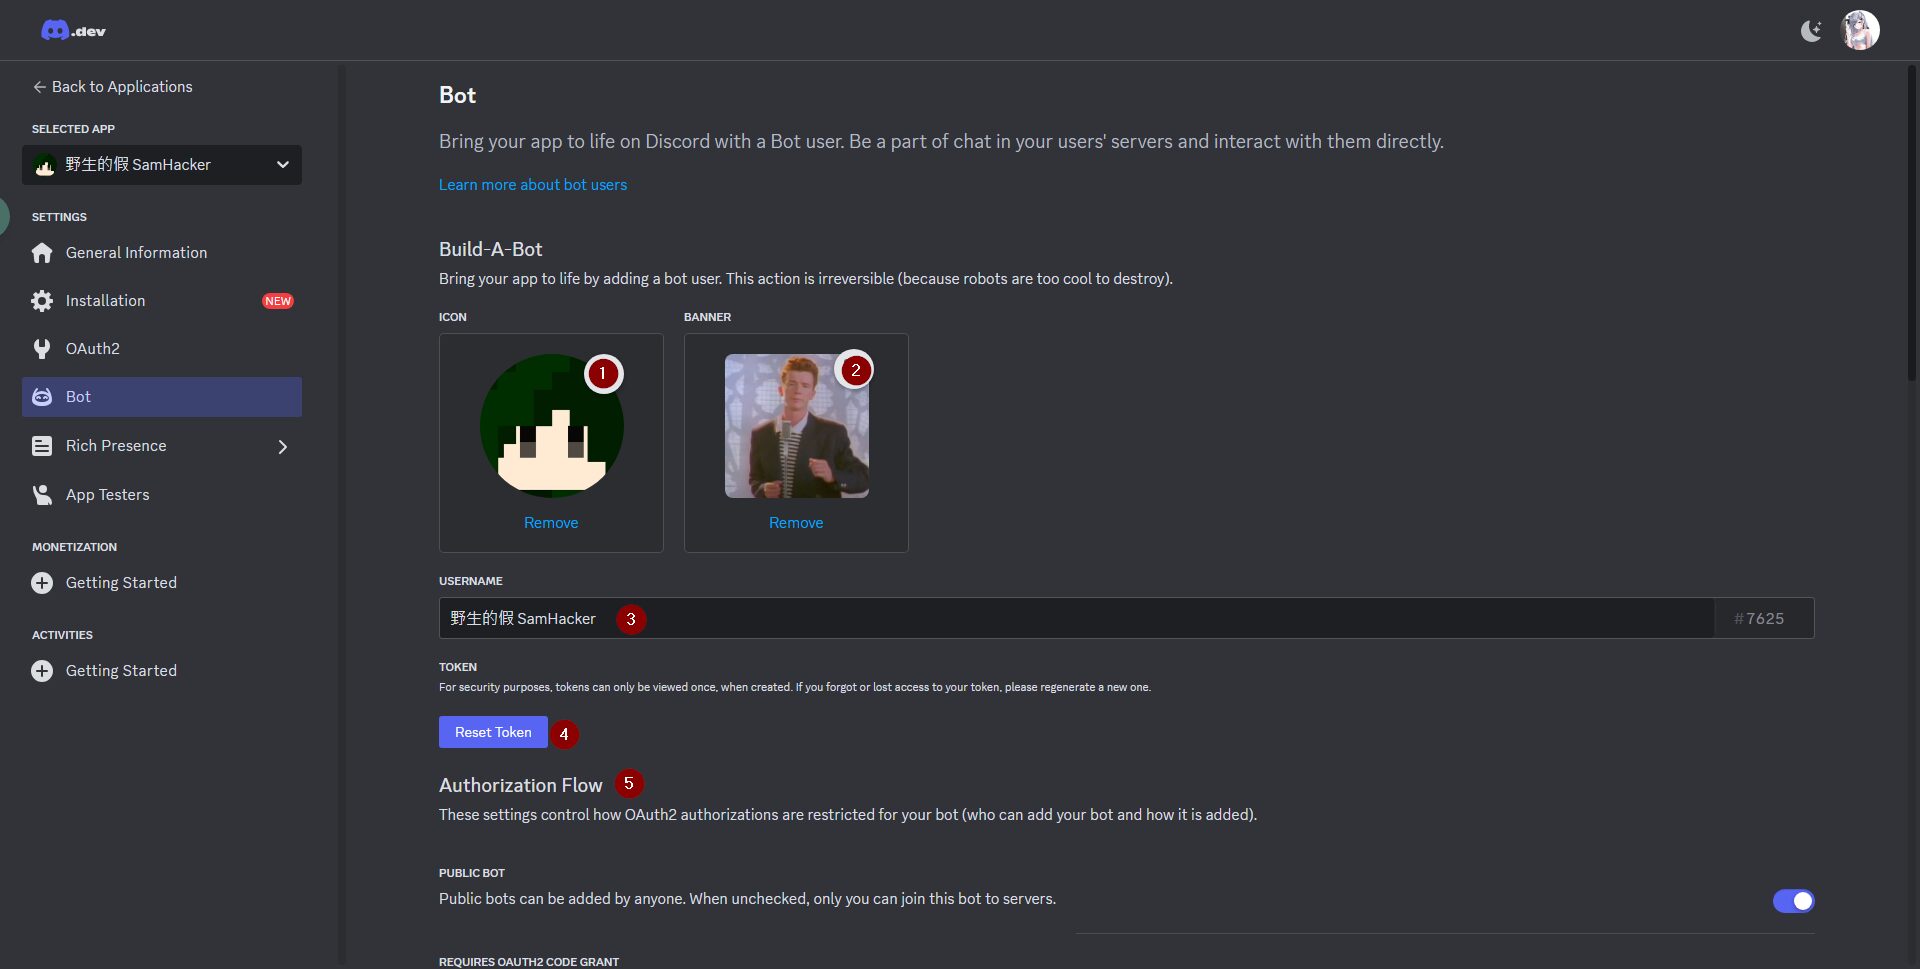 .dev
Back to Applications
SELECTED APP
野生的假 SamHacker
SETTINGS
General Information
Installation
NEW
OAuth2
Bot
Rich Presence
App Testers
MONETIZATION
Getting Started
ACTIVITIES
Getting Started
Bot
Bring your app to life on Discord with a Bot user. Be a part of chat in your users' servers and interact with them directly.
Learn more about bot users
Build-A-Bot
Bring your app to life by adding a bot user. This action is irreversible (because robots are too cool to destroy).
ICON
BANNER
1
2
Remove
Remove
USERNAME
野生的假 SamHacker
3
#7625
TOKEN
For security purposes, tokens can only be viewed once, when created. If you forgot or lost access to your token, please regenerate a new one.
Reset Token
4
Authorization Flow
5
These settings control how OAuth2 authorizations are restricted for your bot (who can add your bot and how it is added).
PUBLIC BOT
Public bots can be added by anyone. When unchecked, only you can join this bot to servers.
REQUIRES OAUTH2 CODE GRANT